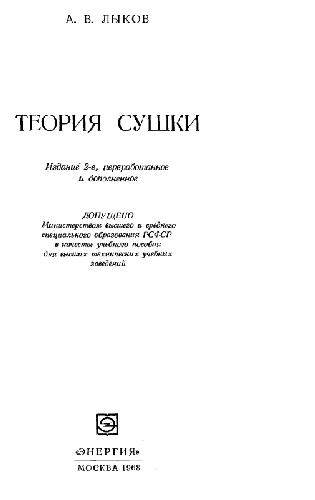 А. В. ЛЫКОВ
ТЕОРИЯ СУШКИ
Издание 2-е, переработанное
и дополненное
ДОПУЩЕНО
Министерством высшего и среднего
специального образования РСФСР
в качестве учебного пособия
для высших технических учебных
заведений
Э
«ЭНЕРГИЯ»
МОСКВА 1968